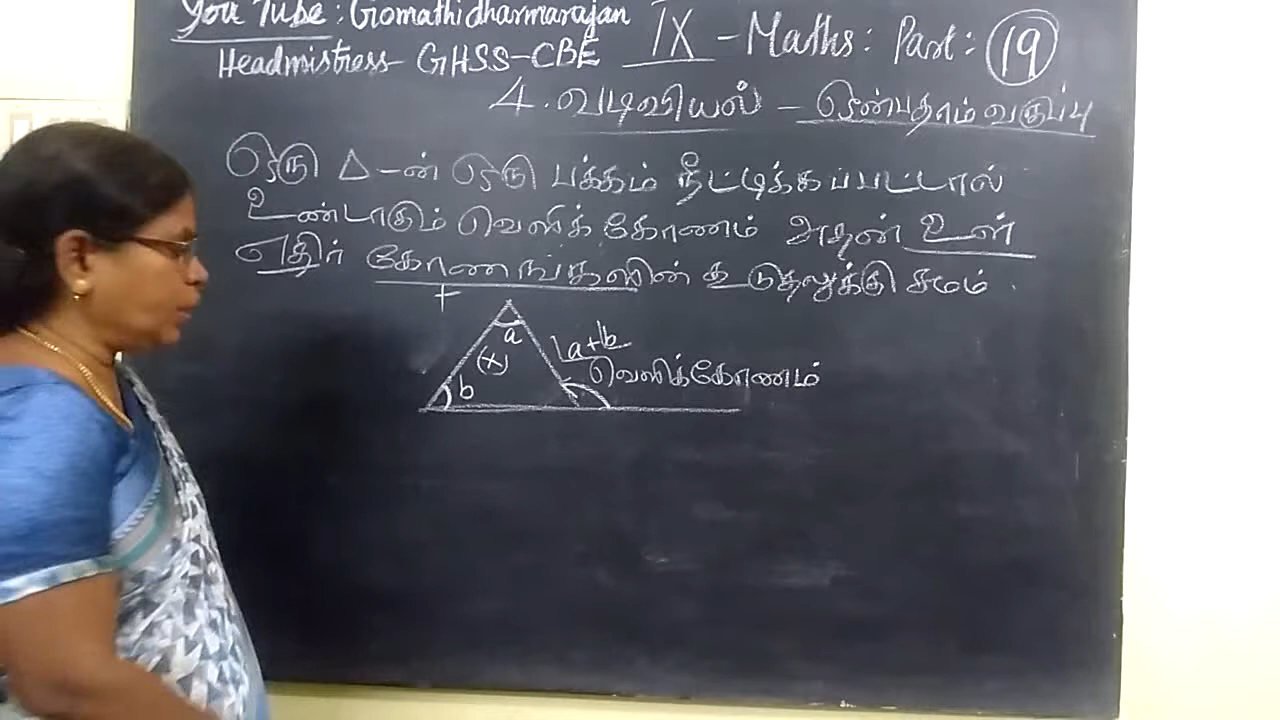 You Tube : Gomathidharmarajan
Headmistress - GHSS-CBE
IX - Maths : Part : 19
4. வடிவியல் - ஒன்பதாம் வகுப்பு
ஒரு Δ-ன் ஒரு பக்கம் நீட்டிக்கப்பட்டால்
உண்டாகும் வெளிக் கோணம் அதன் உள்
எதிர் கோணங்களின் கூடுதலுக்கு சமம்.
+
a
(x)
b
a+b
வெளிக்கோணம்